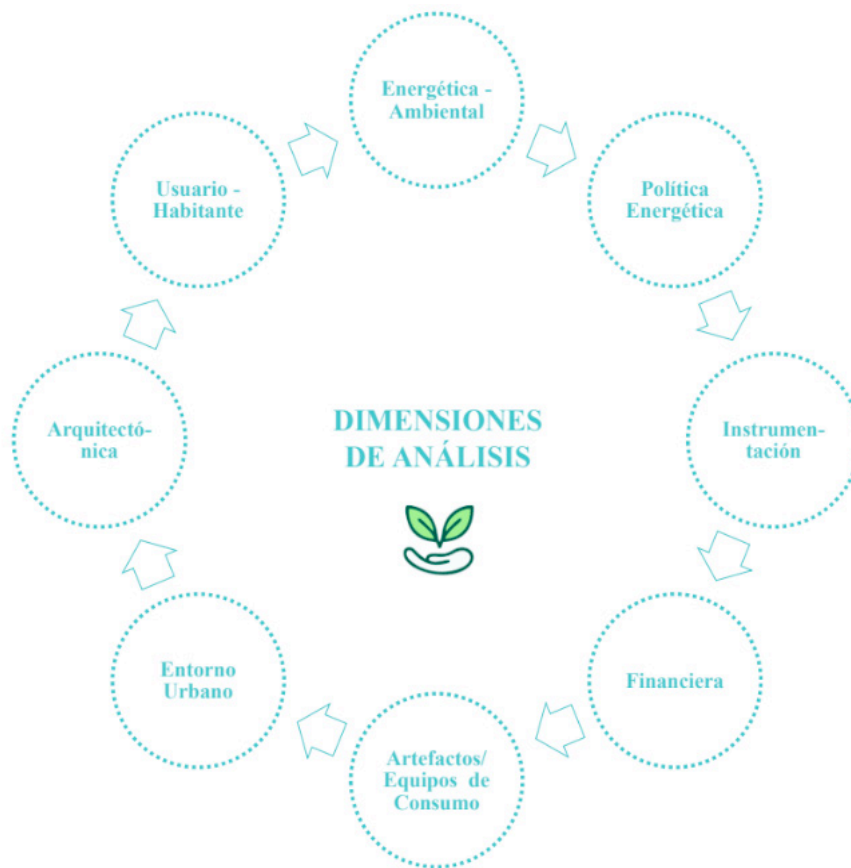 Energética -
Ambiental
Política
Energética
Instrumen-
tación
Financiera
Artefactos/
Equipos de
Consumo
Entorno
Urbano
Arquitectó-
nica
Usuario -
Habitante
DIMENSIONES
DE ANÁLISIS